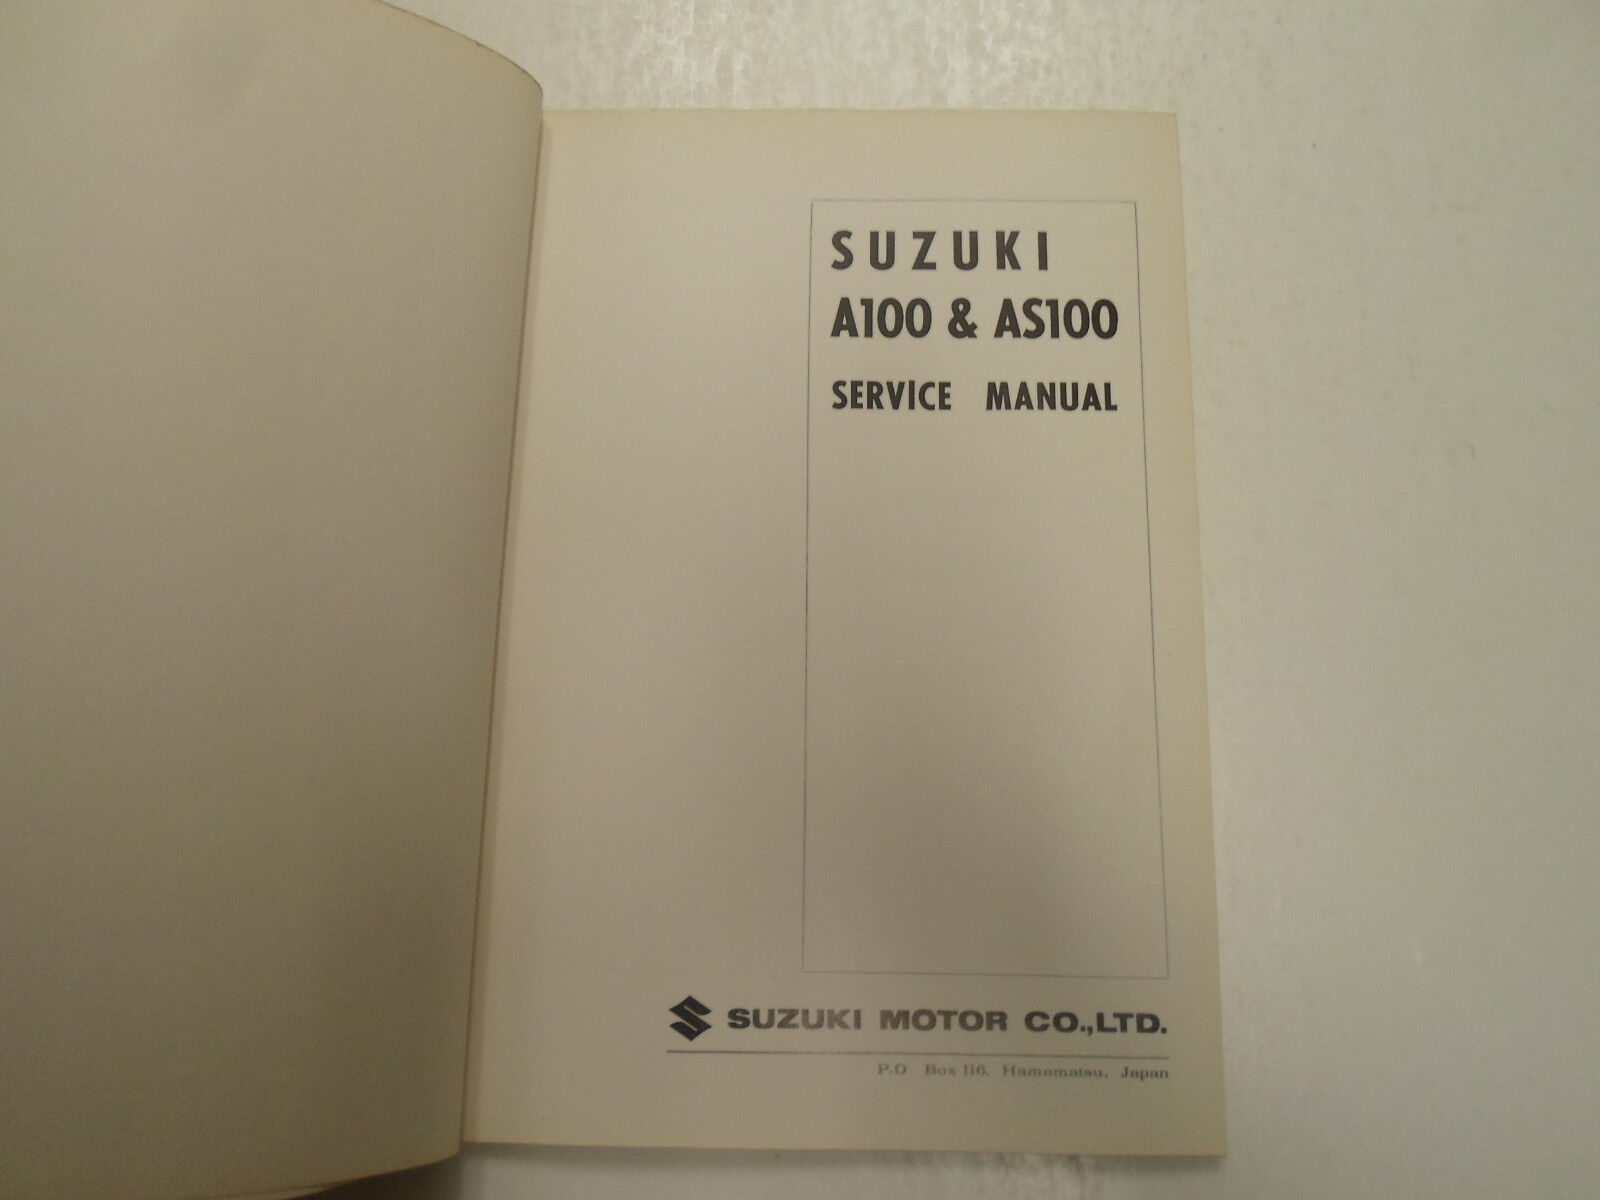 SUZUKI
A100 & AS100
SERVICE MANUAL
SUZUKI MOTOR CO.,LTD.
P.O Box 116, Hamamatsu, Japan